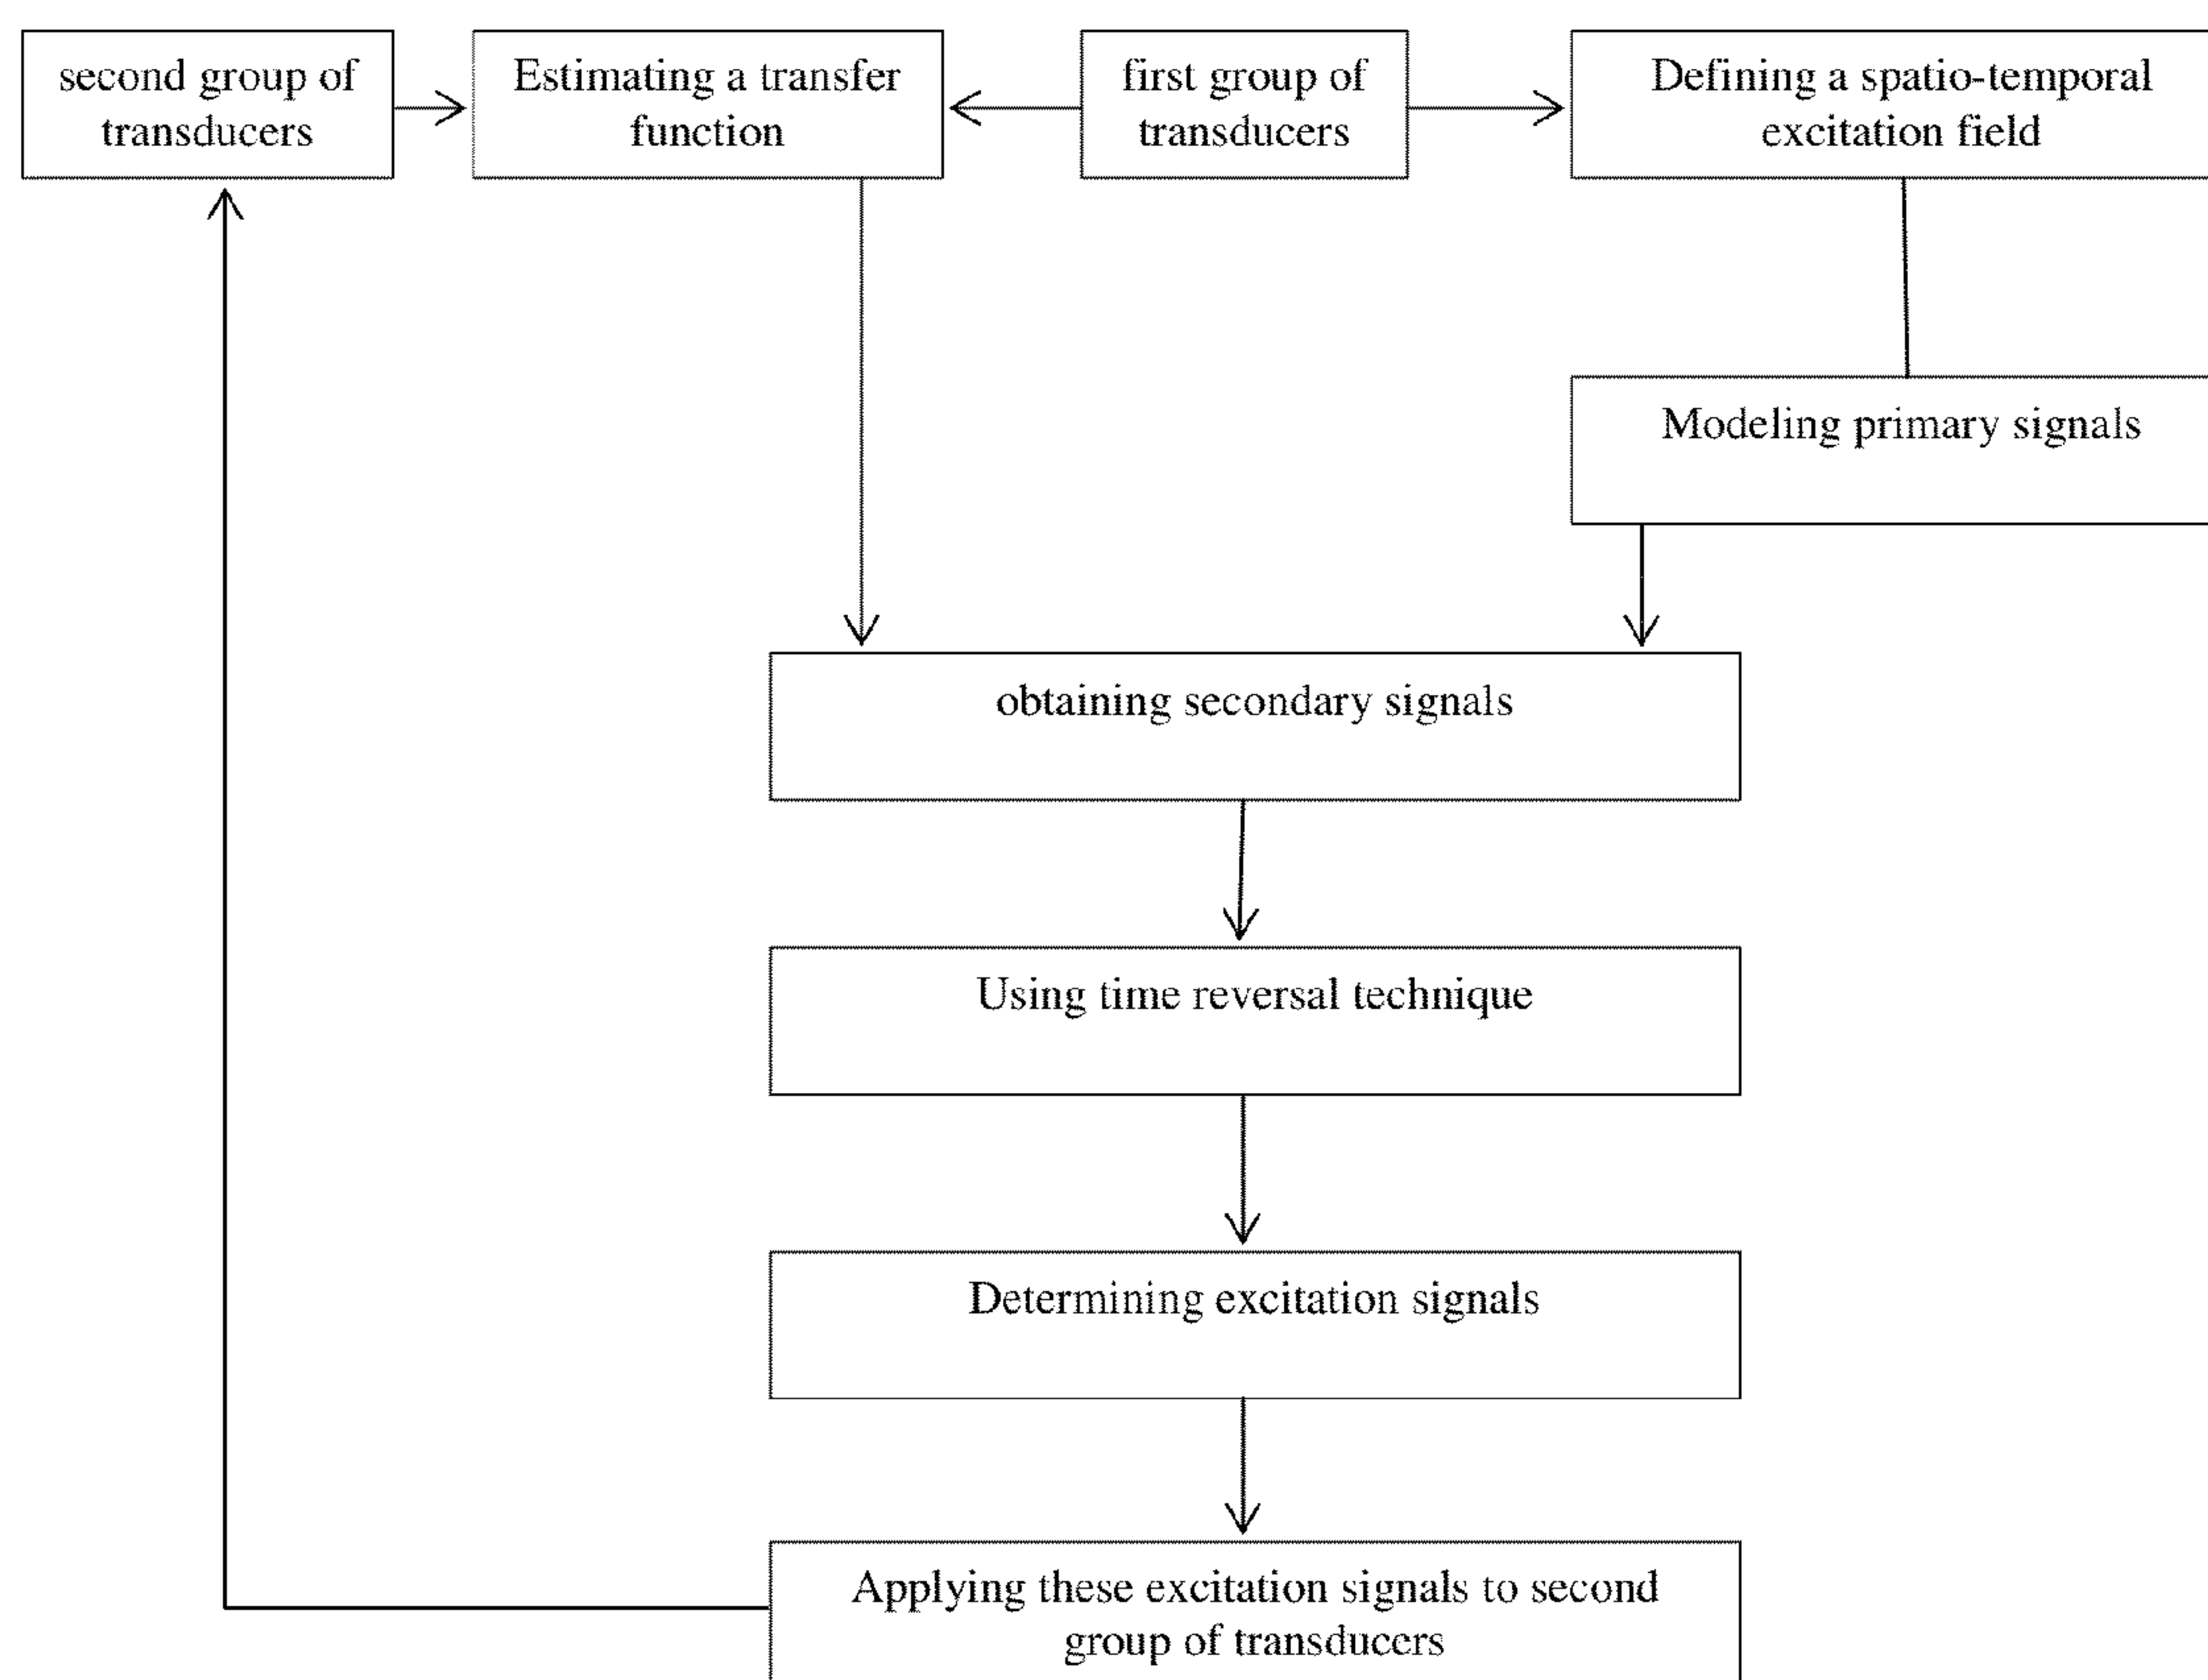 second group of
transducers
Estimating a transfer
function
first group of
transducers
Defining a spatio-temporal
excitation field
Modeling primary signals
obtaining secondary signals
Using time reversal technique
Determining excitation signals
Applying these excitation signals to second
group of transducers